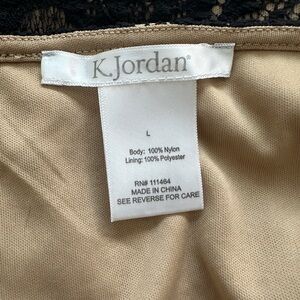 K.Jordan®
L
Body: 100% Nylon
Lining: 100% Polyester
RN# 111464
MADE IN CHINA
SEE REVERSE FOR CARE